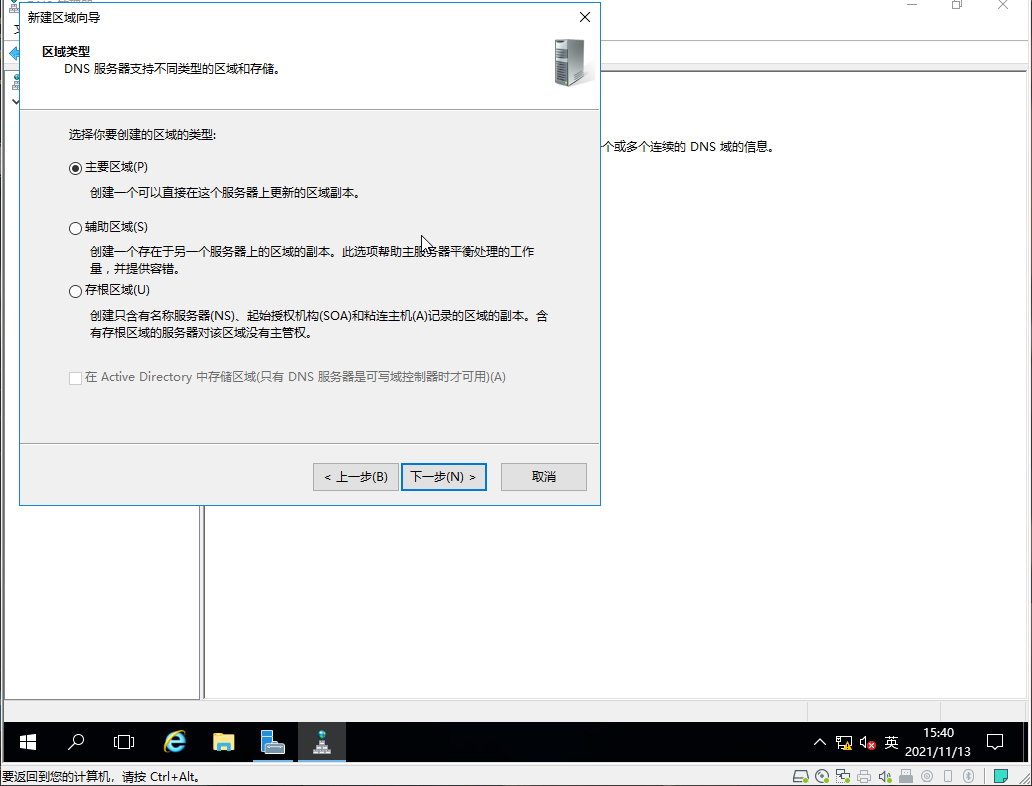 新建区域向导
区域类型
DNS 服务器支持不同类型的区域和存储。
选择你要创建的区域的类型:
个或多个连续的 DNS 域的信息。
主要区域(P)
创建一个可以直接在这个服务器上更新的区域副本。
辅助区域(S)
创建一个存在于另一个服务器上的区域的副本。此选项帮助主服务器平衡处理的工作
量，并提供容错。
存根区域(U)
创建只含有名称服务器(NS)、起始授权机构(SOA)和粘连主机(A)记录的区域的副本。含
有存根区域的服务器对该区域没有主管权。
在 Active Directory 中存储区域(只有 DNS 服务器是可写域控制器时才可用)(A)
< 上一步(B)
下一步(N) >
取消
英
15:40
2021/11/13
要返回到您的计算机，请按 Ctrl+Alt。